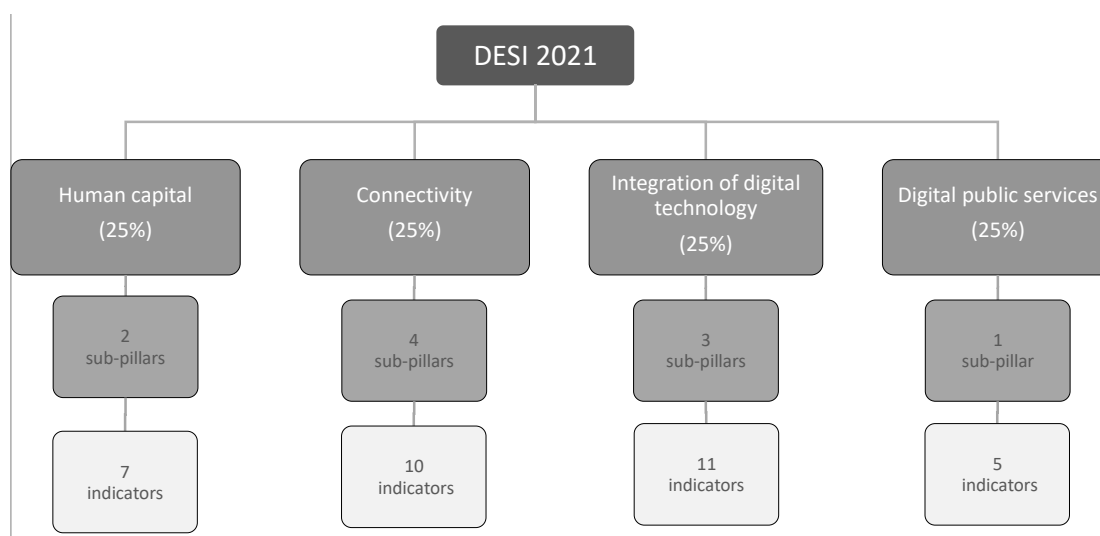 DESI 2021
Human capital
(25%)
Connectivity
(25%)
Integration of digital
technology
(25%)
Digital public services
(25%)
2
sub-pillars
4
sub-pillars
3
sub-pillars
1
sub-pillar
7
indicators
10
indicators
11
indicators
5
indicators